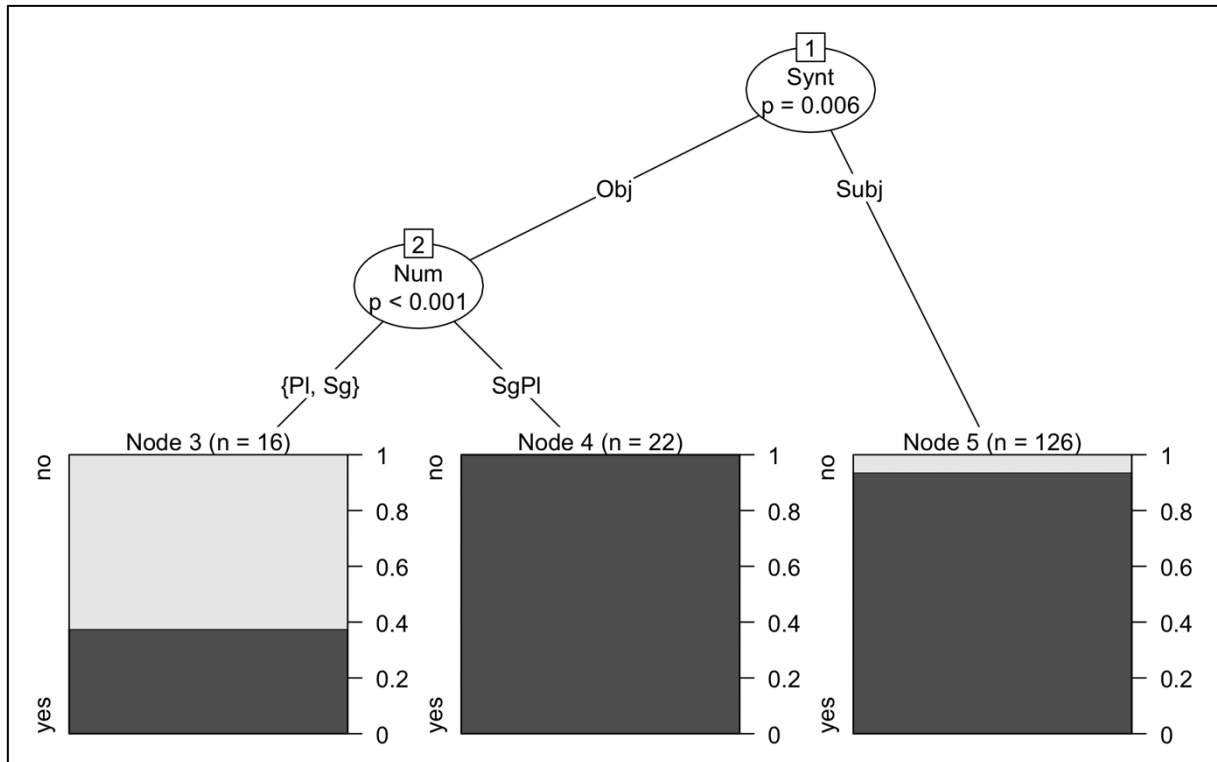 1
Synt
p = 0.006
Obj
Subj
2
Num
p < 0.001
{Pl, Sg}
SgPl
Node 3 (n = 16)
no
yes
1
0.8
0.6
0.4
0.2
0
Node 4 (n = 22)
no
yes
1
0.8
0.6
0.4
0.2
0
Node 5 (n = 126)
no
yes
1
0.8
0.6
0.4
0.2
0